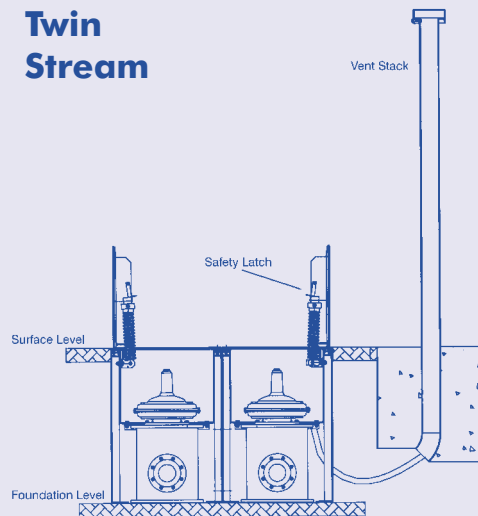 Twin
Stream
Vent Stack
Safety Latch
Surface Level
Foundation Level